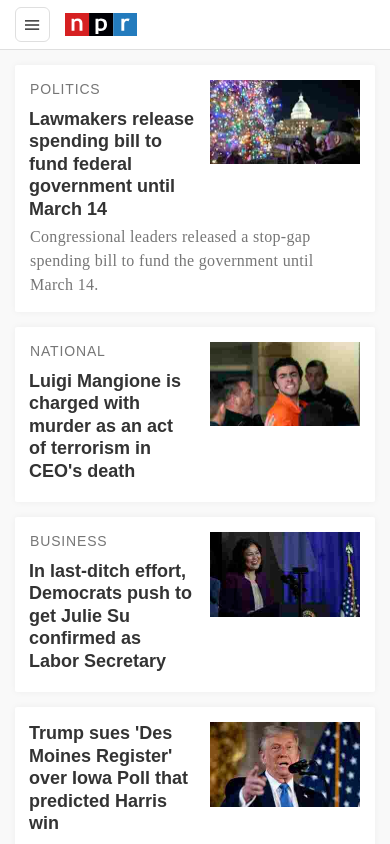 npr
POLITICS
Lawmakers release
spending bill to
fund federal
government until
March 14
Congressional leaders released a stop-gap
spending bill to fund the government until
March 14.
NATIONAL
Luigi Mangione is
charged with
murder as an act
of terrorism in
CEO's death
BUSINESS
In last-ditch effort,
Democrats push to
get Julie Su
confirmed as
Labor Secretary
Trump sues 'Des
Moines Register'
over Iowa Poll that
predicted Harris
win